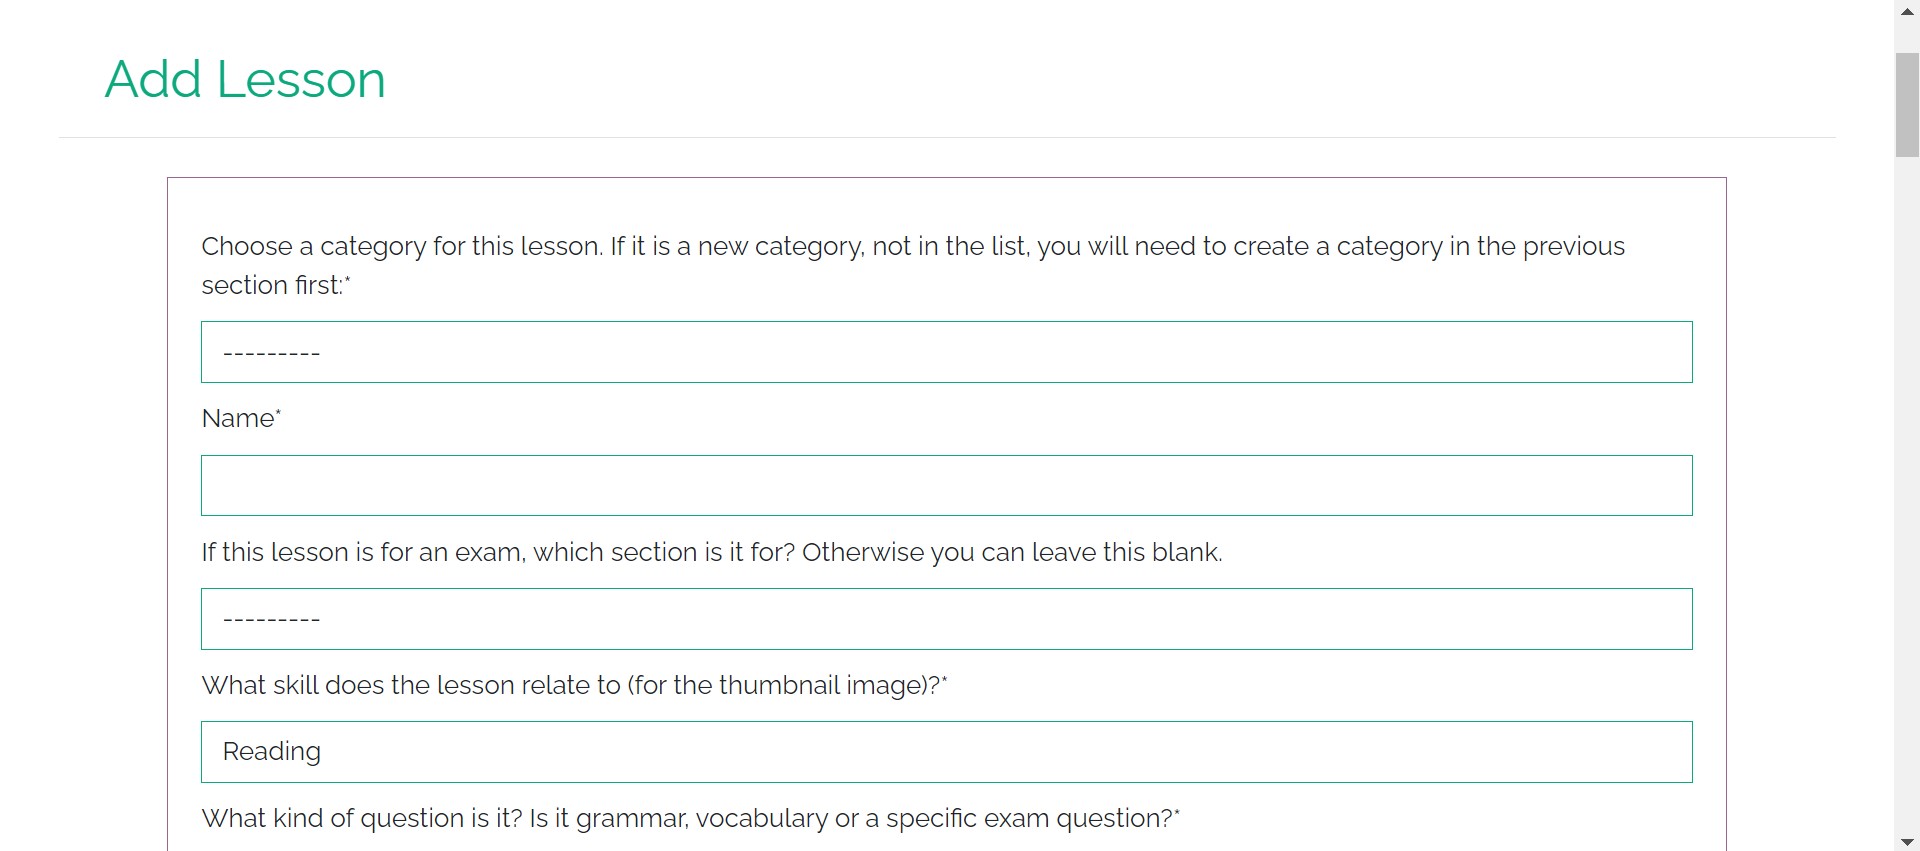 Add Lesson
Choose a category for this lesson. If it is a new category, not in the list, you will need to create a category in the previous
section first:*
---------
Name*
If this lesson is for an exam, which section is it for? Otherwise you can leave this blank.
---------
What skill does the lesson relate to (for the thumbnail image)?*
Reading
What kind of question is it? Is it grammar, vocabulary or a specific exam question?*